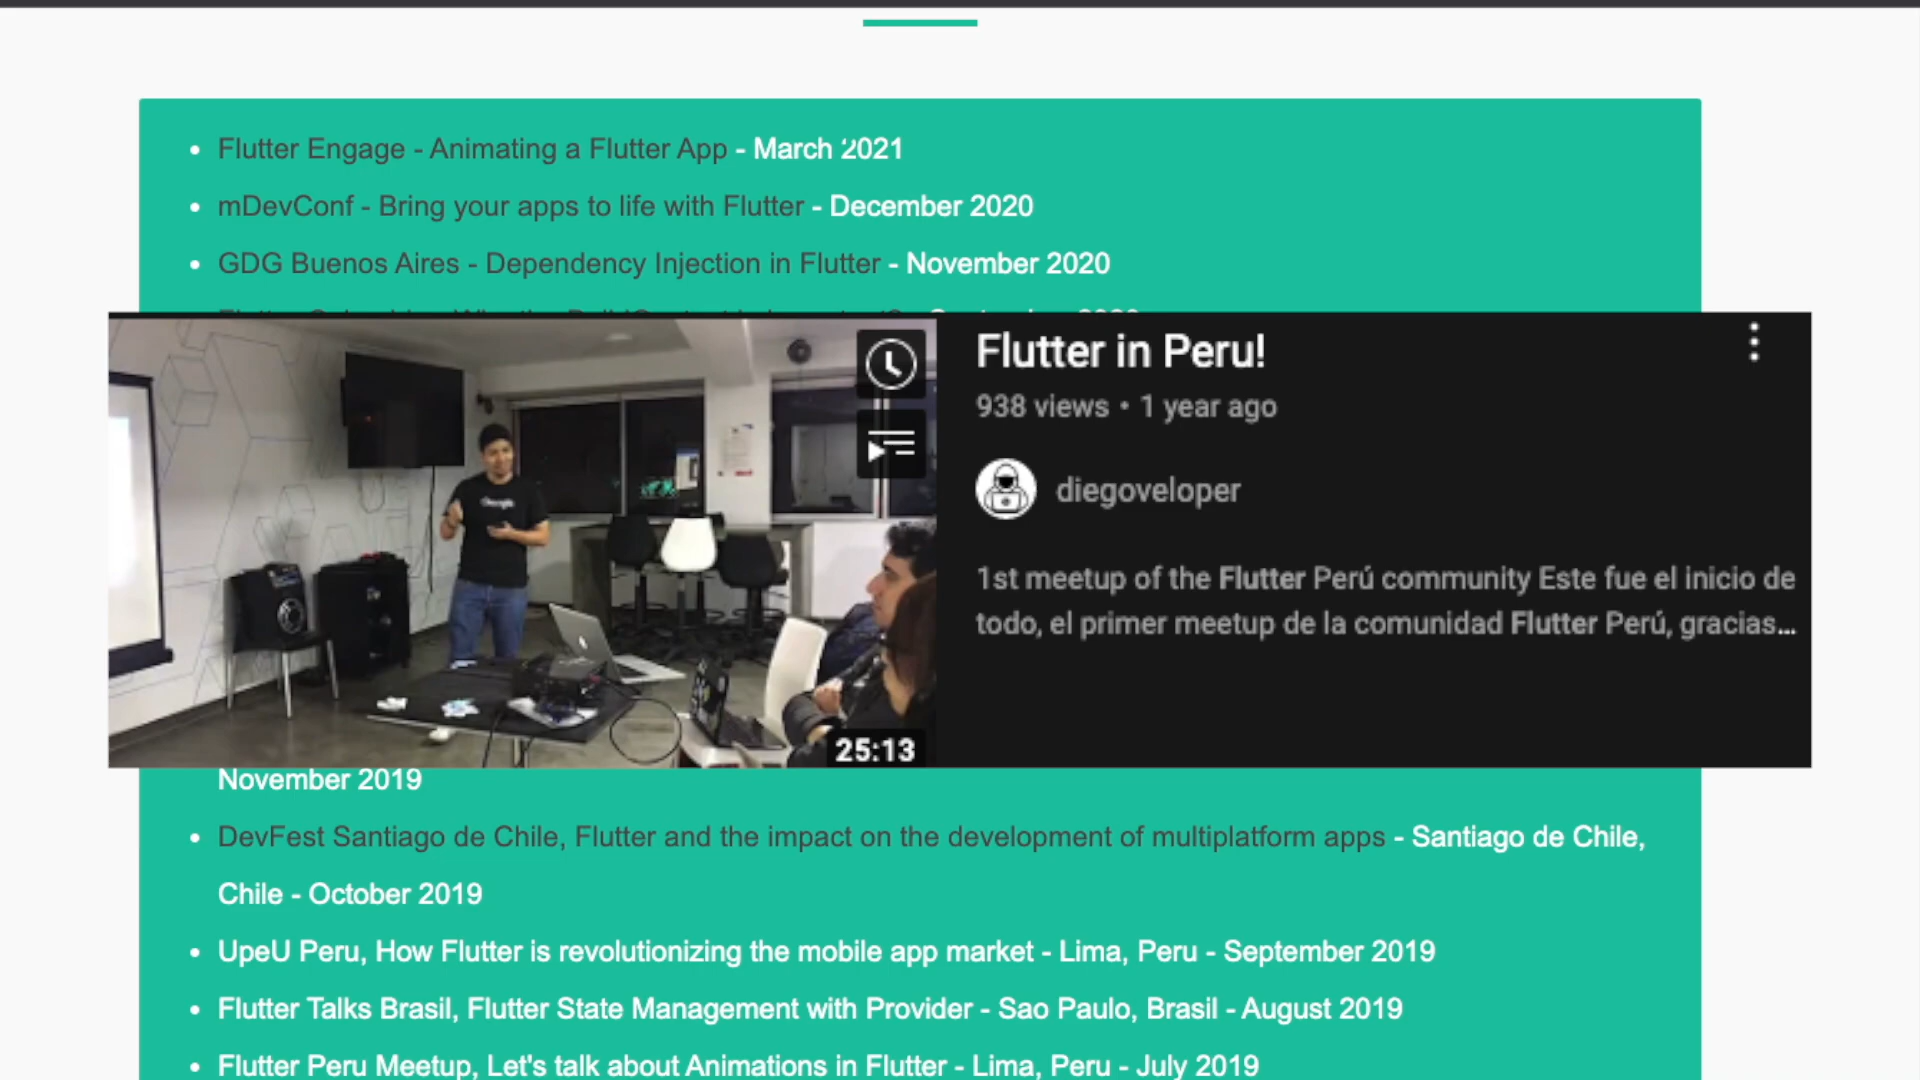 Flutter Engage - Animating a Flutter App - March 2021
mDevConf - Bring your apps to life with Flutter - December 2020
GDG Buenos Aires - Dependency Injection in Flutter - November 2020
Flutter in Peru!
938 views • 1 year ago
diegoveloper
1st meetup of the Flutter Perú community Este fue el inicio de
todo, el primer meetup de la comunidad Flutter Perú, gracias...
25:13
November 2019
DevFest Santiago de Chile, Flutter and the impact on the development of multiplatform apps - Santiago de Chile,
Chile - October 2019
UpeU Peru, How Flutter is revolutionizing the mobile app market - Lima, Peru - September 2019
Flutter Talks Brasil, Flutter State Management with Provider - Sao Paulo, Brasil - August 2019
Flutter Peru Meetup, Let's talk about Animations in Flutter - Lima, Peru - July 2019